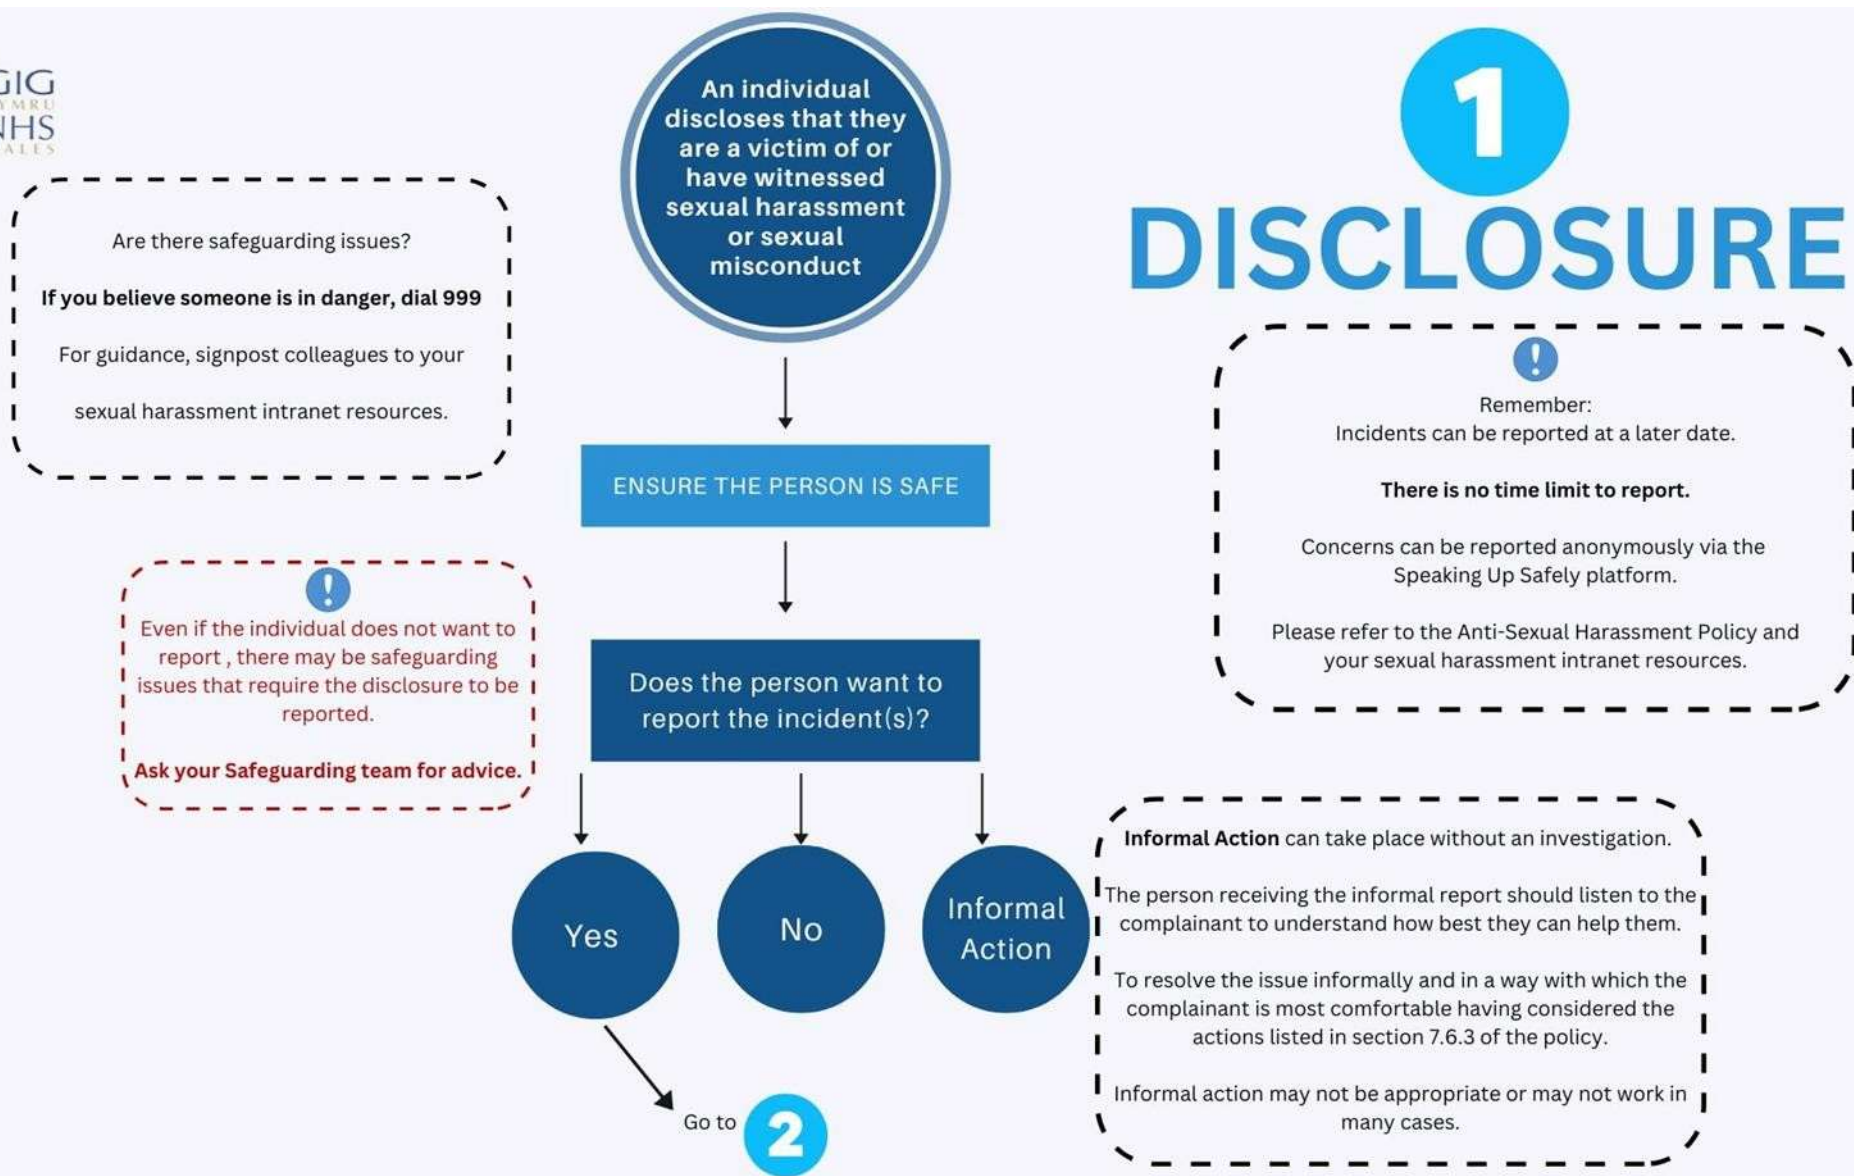 GIG
YMRU
NHS
ALES
An individual
discloses that they
are a victim of or
have witnessed
sexual harassment
or sexual
misconduct
1
DISCLOSURE
Are there safeguarding issues?
If you believe someone is in danger, dial 999
For guidance, signpost colleagues to your
sexual harassment intranet resources.
!
Remember:
Incidents can be reported at a later date.
There is no time limit to report.
Concerns can be reported anonymously via the
Speaking Up Safely platform.
Please refer to the Anti-Sexual Harassment Policy and
your sexual harassment intranet resources.
ENSURE THE PERSON IS SAFE
!
Even if the individual does not want to
report , there may be safeguarding
issues that require the disclosure to be
reported.
Ask your Safeguarding team for advice.
Does the person want to
report the incident(s)?
Yes
No
Informal
Action
Informal Action can take place without an investigation.
The person receiving the informal report should listen to the
complainant to understand how best they can help them.
To resolve the issue informally and in a way with which the
complainant is most comfortable having considered the
actions listed in section 7.6.3 of the policy.
Informal action may not be appropriate or may not work in
many cases.
Go to 2